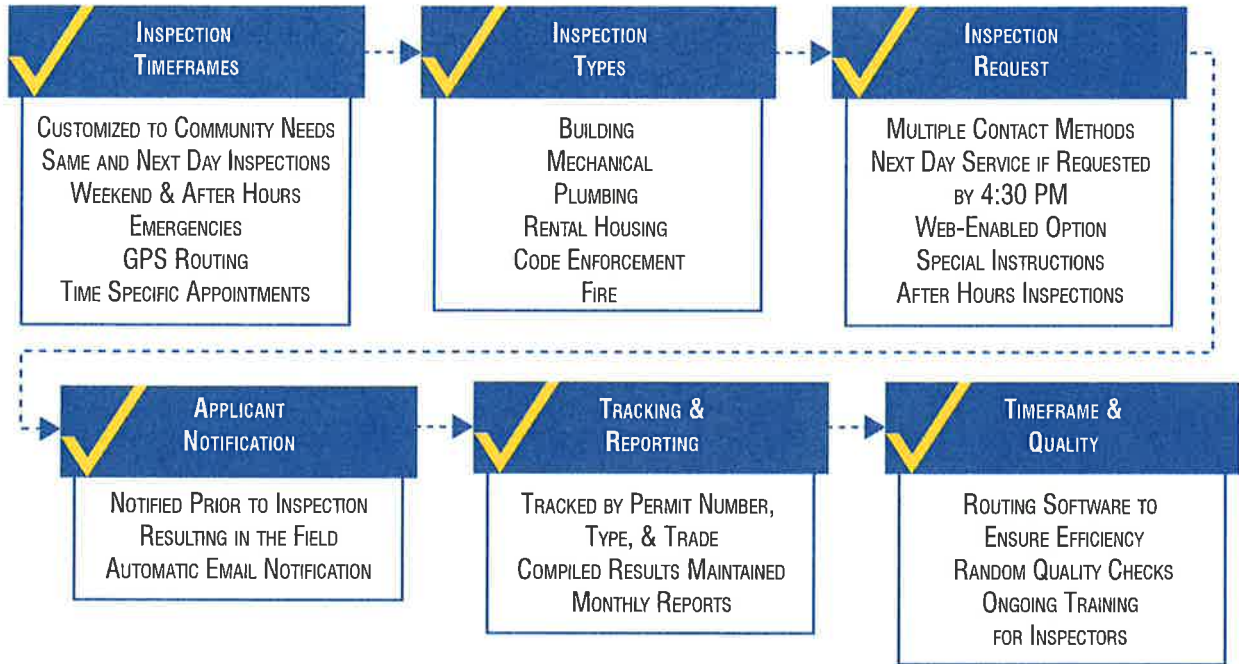 INSPECTION
TIMEFRAMES
CUSTOMIZED TO COMMUNITY NEEDS
SAME AND NEXT DAY INSPECTIONS
WEEKEND & AFTER HOURS
EMERGENCIES
GPS ROUTING
TIME SPECIFIC APPOINTMENTS
INSPECTION
TYPES
BUILDING
MECHANICAL
PLUMBING
RENTAL HOUSING
CODE ENFORCEMENT
FIRE
INSPECTION
REQUEST
MULTIPLE CONTACT METHODS
NEXT DAY SERVICE IF REQUESTED
BY 4:30 PM
WEB-ENABLED OPTION
SPECIAL INSTRUCTIONS
AFTER HOURS INSPECTIONS
APPLICANT
NOTIFICATION
NOTIFIED PRIOR TO INSPECTION
RESULTING IN THE FIELD
AUTOMATIC EMAIL NOTIFICATION
TRACKING &
REPORTING
TRACKED BY PERMIT NUMBER,
TYPE, & TRADE
COMPILED RESULTS MAINTAINED
MONTHLY REPORTS
TIMEFRAME &
QUALITY
ROUTING SOFTWARE TO
ENSURE EFFICIENCY
RANDOM QUALITY CHECKS
ONGOING TRAINING
FOR INSPECTORS